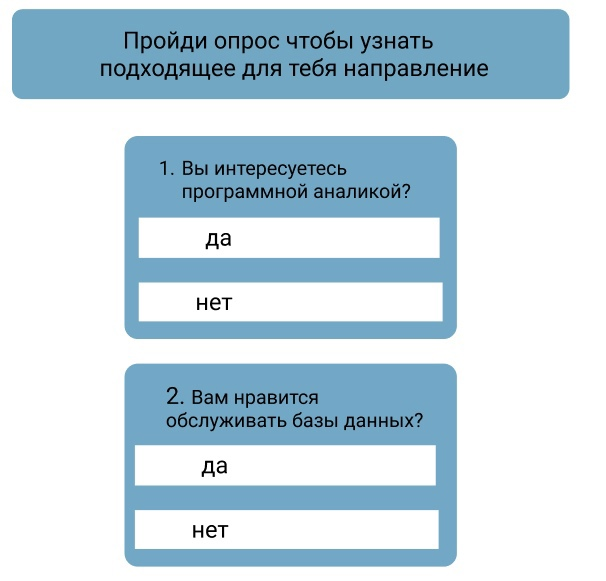 Пройди опрос чтобы узнать
подходящее для тебя направление
1. Вы интересуетесь
программной аналикой?
да
нет
2. Вам нравится
обслуживать базы данных?
да
нет